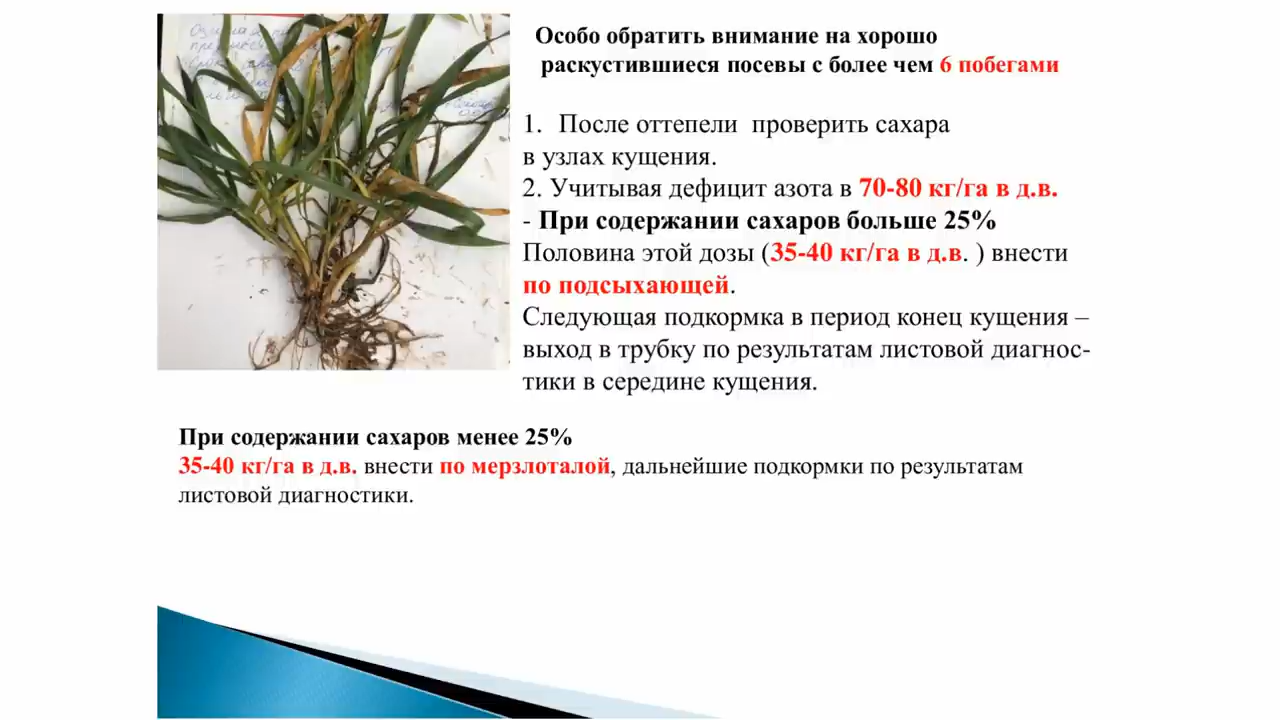 Озимая
Особо обратить внимание на хорошо
раскустившиеся посевы с более чем 6 побегами
1. После оттепели проверить сахара
в узлах кущения.
2. Учитывая дефицит азота в 70-80 кг/га в д.в.
- При содержании сахаров больше 25%
Половина этой дозы (35-40 кг/га в д.в. ) внести
по подсыхающей.
Следующая подкормка в период конец кущения –
выход в трубку по результатам листовой диагнос-
тики в середине кущения.
При содержании сахаров менее 25%
35-40 кг/га в д.в. внести по мерзлоталой, дальнейшие подкормки по результатам
листовой диагностики.